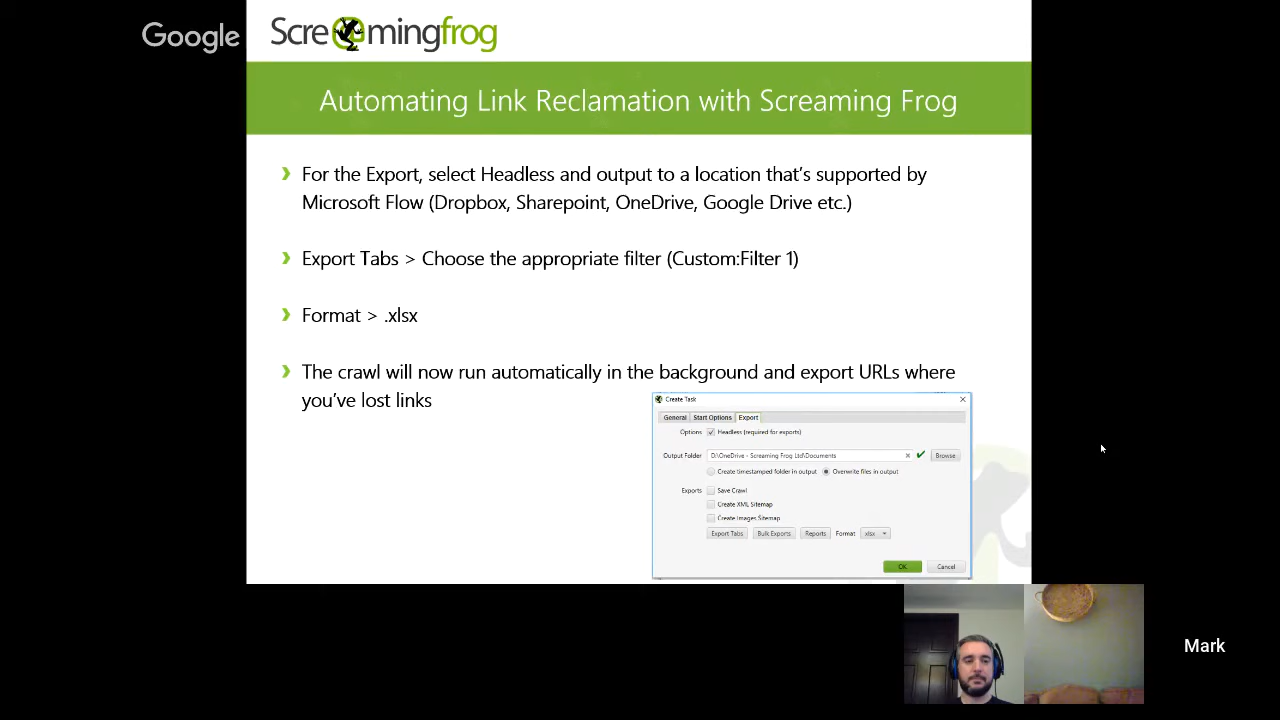 Google
Screamingfrog
Automating Link Reclamation with Screaming Frog
For the Export, select Headless and output to a location that's supported by
Microsoft Flow (Dropbox, Sharepoint, OneDrive, Google Drive etc.)
Export Tabs > Choose the appropriate filter (Custom:Filter 1)
Format > .xlsx
The crawl will now run automatically in the background and export URLs where
you've lost links
Create Task
General Start Options Export
Options Headless (required for exports)
Output Folder D:\OneDrive - Screaming Frog Ltd\Documents Browse
Create timestamped folder in output Overwrite files in output
Exports Save Crawl
Create XML Sitemap
Create Images Sitemap
Export Tabs Bulk Exports Reports Format xlsx
OK Cancel
Mark